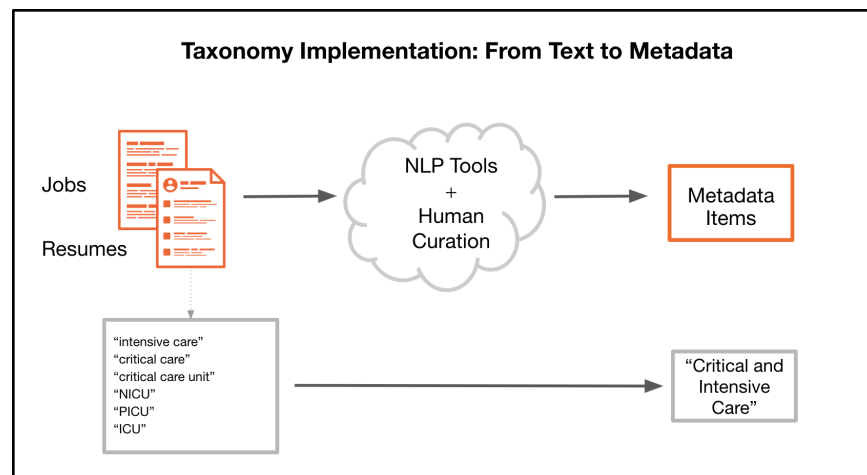 Taxonomy Implementation: From Text to Metadata
Jobs
Resumes
NLP Tools
+
Human
Curation
Metadata
Items
“intensive care”
“critical care”
“critical care unit”
“NICU”
“PICU”
“ICU”
“Critical and
Intensive
Care”